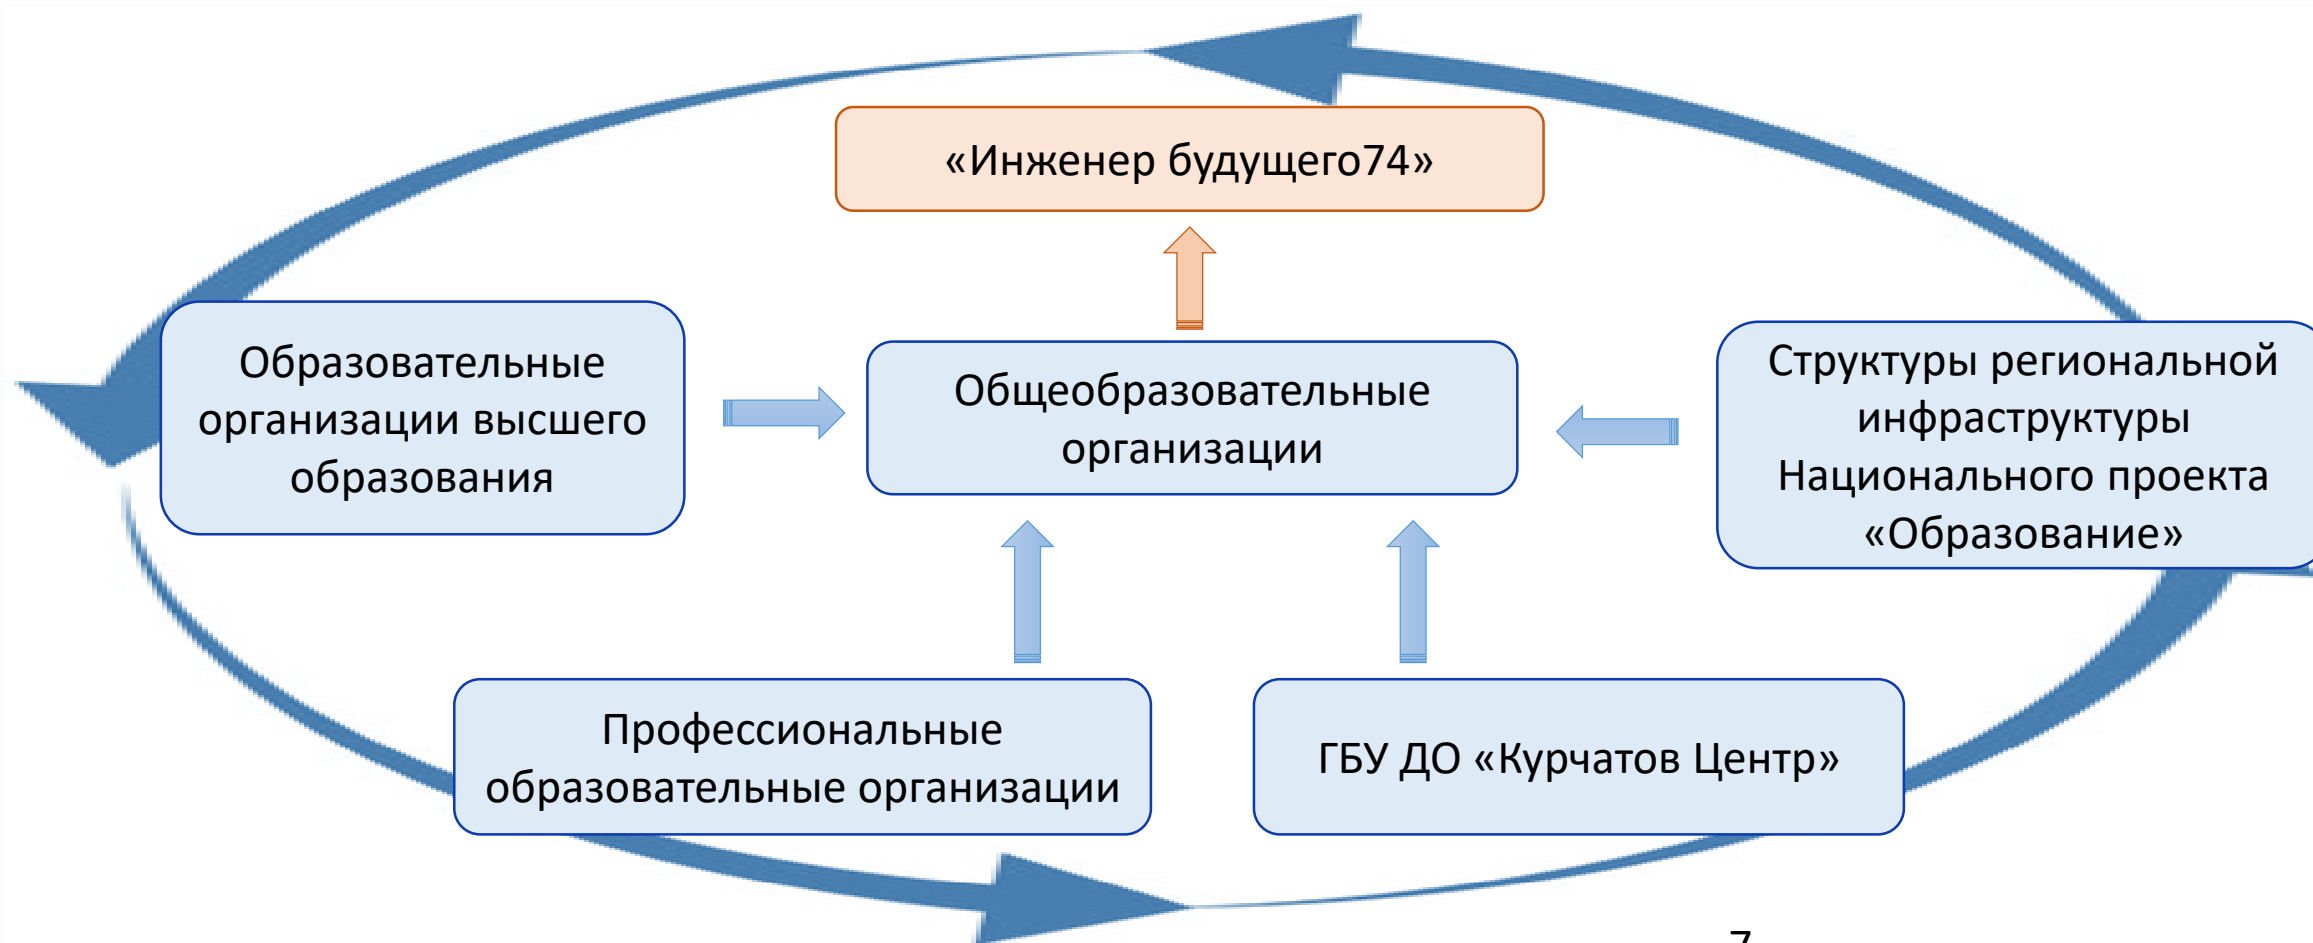 «Инженер будущего74»
Образовательные
организации высшего
образования
Общеобразовательные
организации
Структуры региональной
инфраструктуры
Национального проекта
«Образование»
Профессиональные
образовательные организации
ГБУ ДО «Курчатов Центр»
7